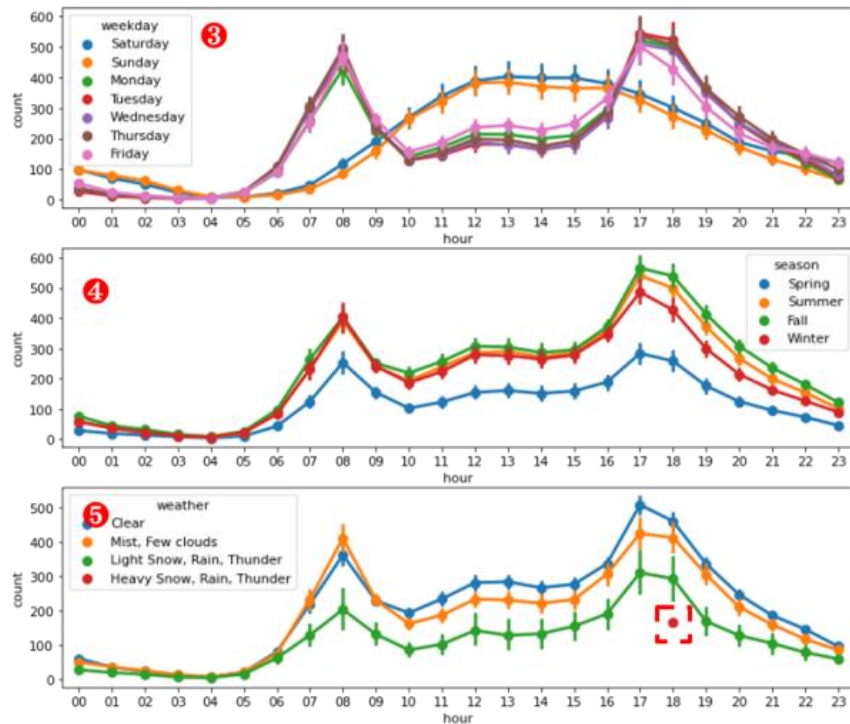 600
500
400
300
200
100
0
count
weekday
Saturday
Sunday
Monday
Tuesday
Wednesday
Thursday
Friday
3
00 01 02 03 04 05 06 07 08 09 10 11 12 13 14 15 16 17 18 19 20 21 22 23
hour
600
500
400
300
200
100
0
count
4
season
Spring
Summer
Fall
Winter
00 01 02 03 04 05 06 07 08 09 10 11 12 13 14 15 16 17 18 19 20 21 22 23
hour
500
400
300
200
100
0
count
5
weather
Clear
Mist, Few clouds
Light Snow, Rain, Thunder
Heavy Snow, Rain, Thunder
00 01 02 03 04 05 06 07 08 09 10 11 12 13 14 15 16 17 18 19 20 21 22 23
hour